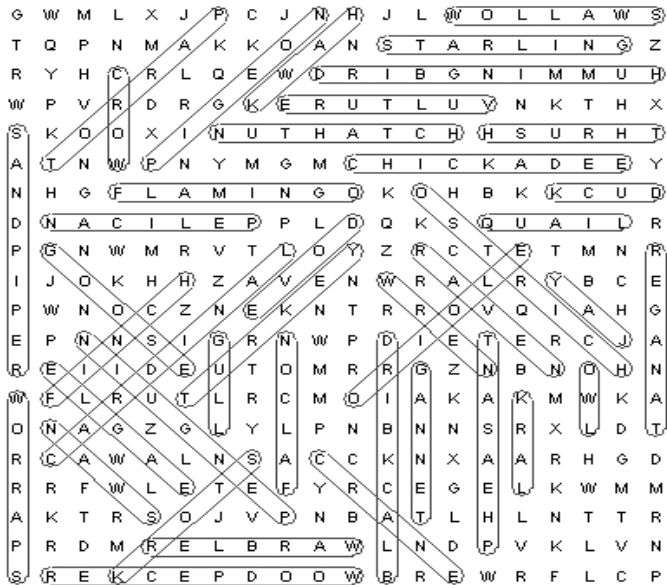 G W M L X J P C J N H J L W O L L A W S
T Q P N M A K K O A N S T A R L I N G Z
R Y H C R L Q E W D R I B G N I M M U H
W P V R D R G K E R U T L U V N K T H X
S K O O X I N U T H A T C H H S U R H T
A T N W P N Y M G M C H I C K A D E E Y
N H G F L A M I N G O K O H B K K C U D
D N A C I L E P P L D Q K S Q U A I L R
P G N W M R V T L O Y Z R C T E T M N R
I J O K H H Z A V E N W R A L R Y B C E
P W N O C Z N E K N T R R O V Q I A H G
E P N N S I G R N W P D I E T E R C J A
R E I I D E U T O M R R G Z N B N O H N
W F L R U T L R C M O I A K A K M W K A
O N A G Z G L Y L P N B N N S R X L D T
R C A W A L N S A C C K N X A A R H G D
R R F W L E T E F Y R C E G E L K W M M
A K T R S O J V P N B A T L H L N T T R
P R D M R E L B R A W L N D P V K L V N
S R E K C E P D O O W B R E W R F L C P